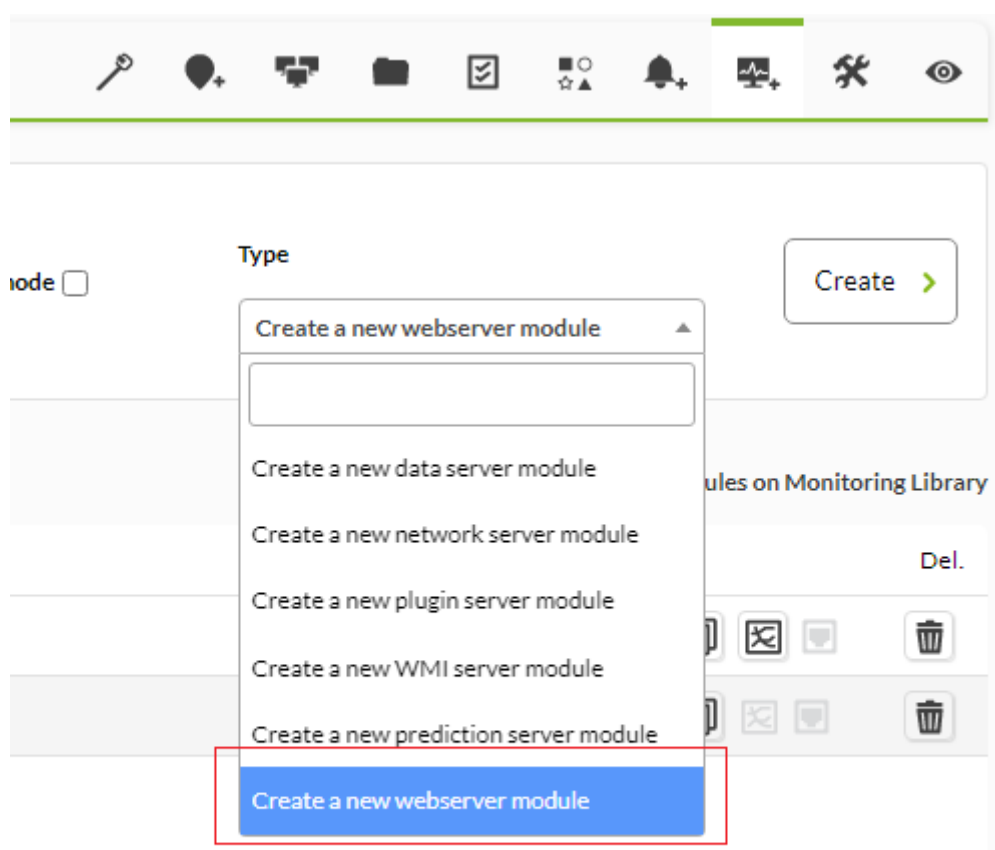 Type
Create
Create a new webserver module
Create a new data server module
Create a new network server module
Create a new plugin server module
Create a new WMI server module
Create a new prediction server module
Create a new webserver module
on Monitoring Library
Del.